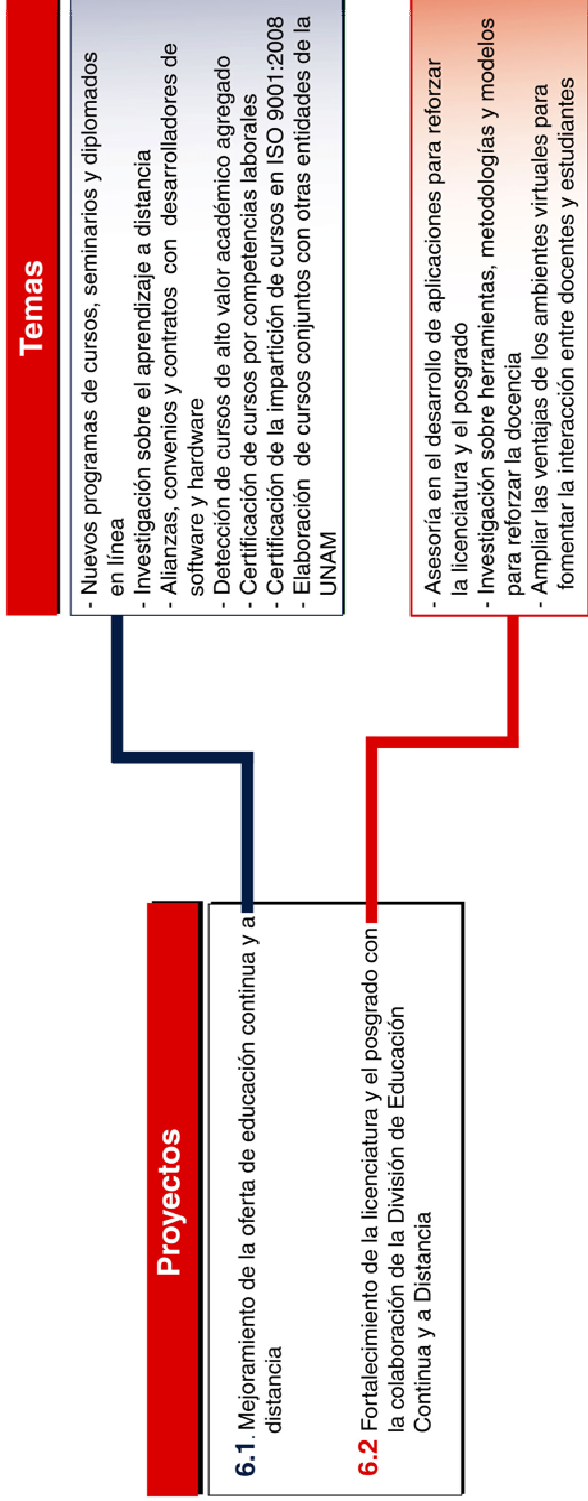 Proyectos
6.1. Mejoramiento de la oferta de educación continua y a
distancia
6.2 Fortalecimiento de la licenciatura y el posgrado con
la colaboración de la División de Educación
Continua y a Distancia
Temas
- Nuevos programas de cursos, seminarios y diplomados
en línea
- Investigación sobre el aprendizaje a distancia
- Alianzas, convenios y contratos con desarrolladores de
software y hardware
- Detección de cursos de alto valor académico agregado
- Certificación de cursos por competencias laborales
- Certificación de la impartición de cursos en ISO 9001:2008
- Elaboración de cursos conjuntos con otras entidades de la
UNAM
- Asesoría en el desarrollo de aplicaciones para reforzar
la licenciatura y el posgrado
- Investigación sobre herramientas, metodologías y modelos
para reforzar la docencia
- Ampliar las ventajas de los ambientes virtuales para
fomentar la interacción entre docentes y estudiantes